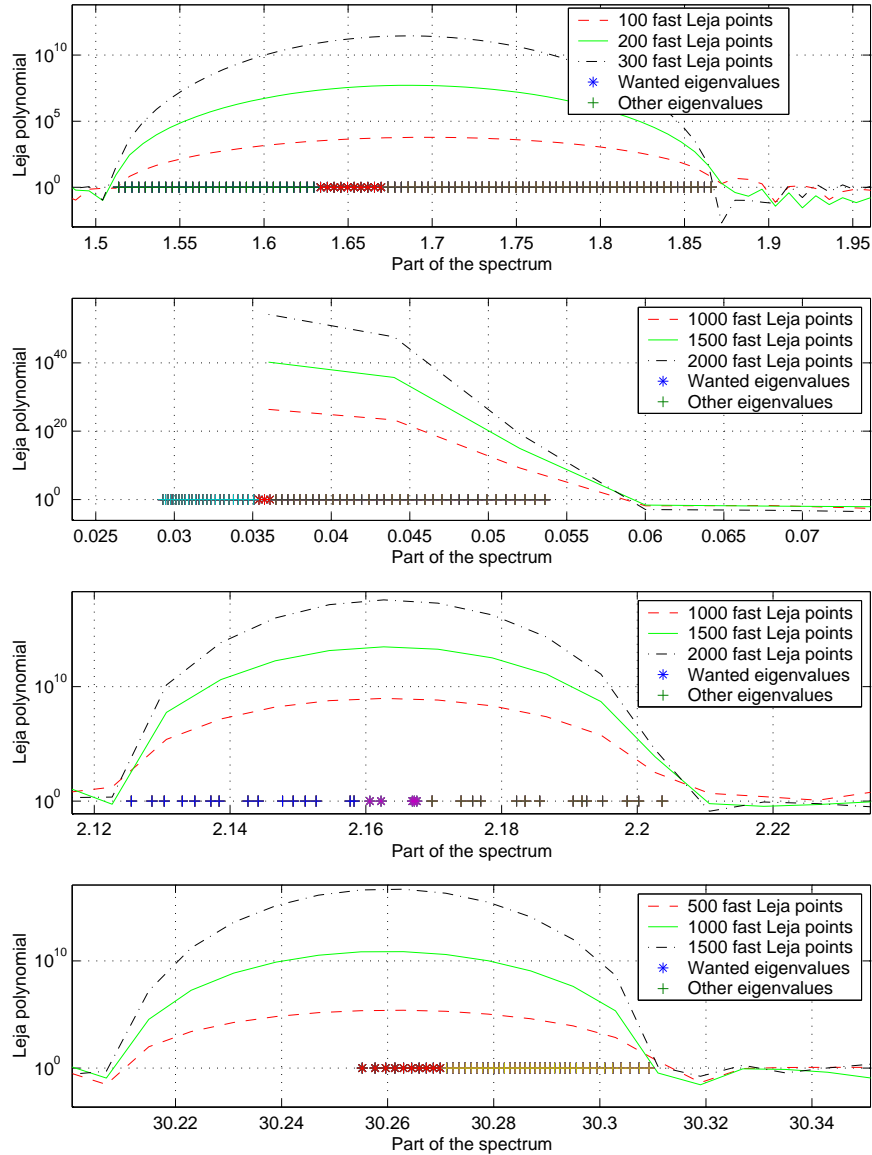 10^10
10^5
10^0
Leja polynomial
100 fast Leja points
200 fast Leja points
300 fast Leja points
Wanted eigenvalues
Other eigenvalues
1.5 1.55 1.6 1.65 1.7 1.75 1.8 1.85 1.9 1.95
Part of the spectrum
10^40
10^20
10^0
Leja polynomial
1000 fast Leja points
1500 fast Leja points
2000 fast Leja points
Wanted eigenvalues
Other eigenvalues
0.025 0.03 0.035 0.04 0.045 0.05 0.055 0.06 0.065 0.07
Part of the spectrum
10^10
10^0
Leja polynomial
1000 fast Leja points
1500 fast Leja points
2000 fast Leja points
Wanted eigenvalues
Other eigenvalues
2.12 2.14 2.16 2.18 2.2 2.22
Part of the spectrum
10^10
10^0
Leja polynomial
500 fast Leja points
1000 fast Leja points
1500 fast Leja points
Wanted eigenvalues
Other eigenvalues
30.22 30.24 30.26 30.28 30.3 30.32 30.34
Part of the spectrum